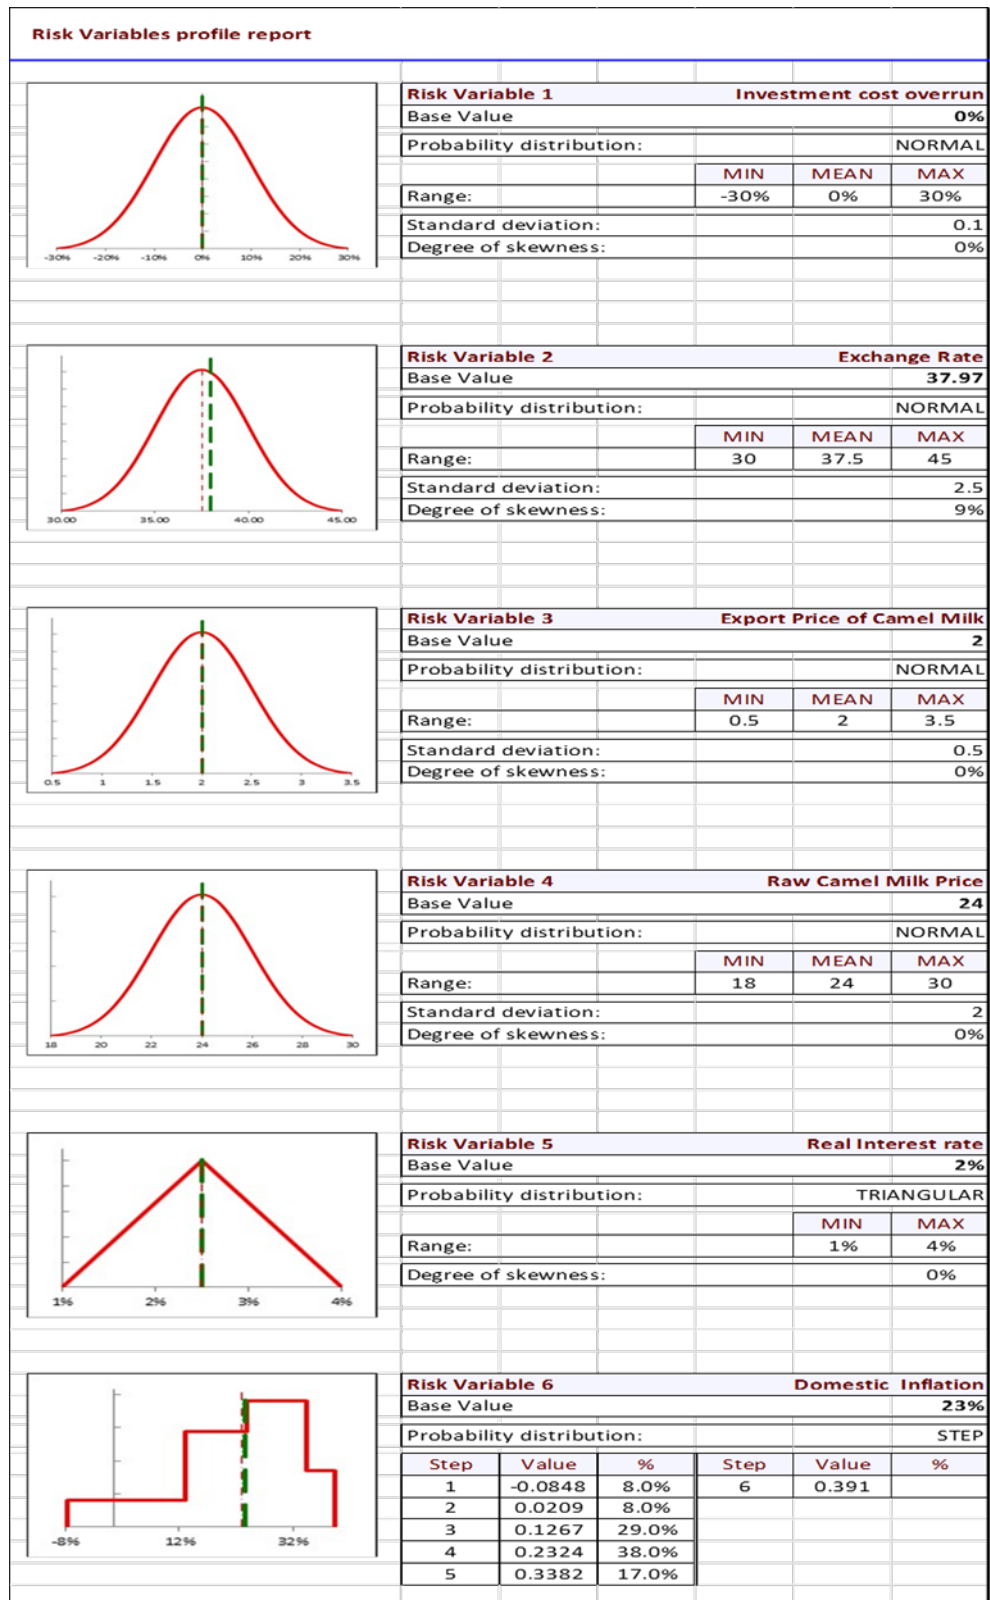 Risk Variables profile report
Risk Variable 1 Investment cost overrun
Base Value 0%
Probability distribution: NORMAL
MIN MEAN MAX
Range: -30% 0% 30%
Standard deviation: 0.1
Degree of skewness: 0%
-30% -20% -10% 0% 10% 20% 30%
Risk Variable 2 Exchange Rate
Base Value 37.97
Probability distribution: NORMAL
MIN MEAN MAX
Range: 30 37.5 45
Standard deviation: 2.5
Degree of skewness: 9%
30.00 35.00 40.00 45.00
Risk Variable 3 Export Price of Camel Milk
Base Value 2
Probability distribution: NORMAL
MIN MEAN MAX
Range: 0.5 2 3.5
Standard deviation: 0.5
Degree of skewness: 0%
0.5 1 1.5 2 2.5 3 3.5
Risk Variable 4 Raw Camel Milk Price
Base Value 24
Probability distribution: NORMAL
MIN MEAN MAX
Range: 18 24 30
Standard deviation: 2
Degree of skewness: 0%
18 20 22 24 26 28 30
Risk Variable 5 Real Interest rate
Base Value 2%
Probability distribution: TRIANGULAR
MIN MAX
Range: 1% 4%
Degree of skewness: 0%
1% 2% 3% 4%
Risk Variable 6 Domestic Inflation
Base Value 23%
Probability distribution: STEP
Step Value % Step Value %
1 -0.0848 8.0% 6 0.391
2 0.0209 8.0%
3 0.1267 29.0%
4 0.2324 38.0%
5 0.3382 17.0%
-8% 12% 32%